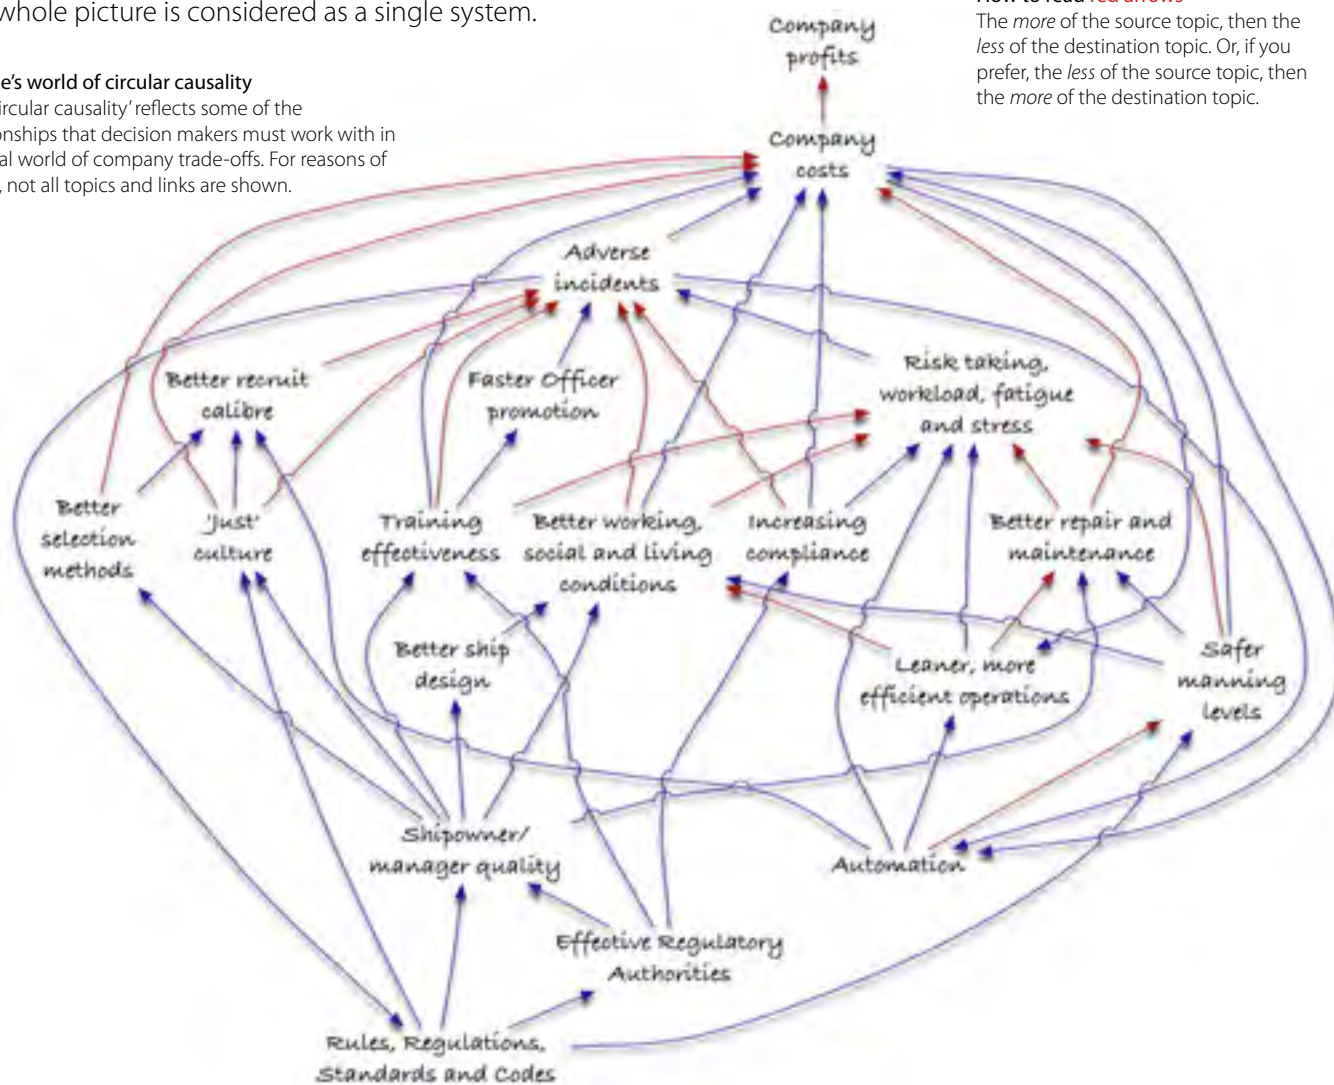 whole picture is considered as a single system.
How to read red arrows
The more of the source topic, then the
less of the destination topic. Or, if you
prefer, the less of the source topic, then
the more of the destination topic.
e's world of circular causality
ircular causality' reflects some of the
onships that decision makers must work with in
al world of company trade-offs. For reasons of
, not all topics and links are shown.
Company
profits
Company
costs
Adverse
incidents
Better recruit
calibre
Faster Officer
promotion
Risk taking,
workload, fatigue
and stress
Better
selection
methods
'Just'
culture
Training
effectiveness
Better working,
social and living
conditions
Increasing
compliance
Better repair and
maintenance
Better ship
design
Leaner, more
efficient operations
Safer
manning
levels
Shipowner/
manager quality
Automation
Effective Regulatory
Authorities
Rules, Regulations,
Standards and Codes